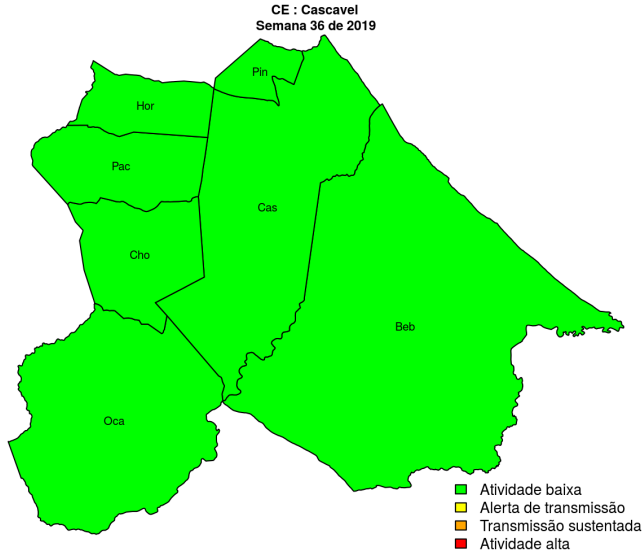 CE : Cascavel
Semana 36 de 2019
Pin
Hor
Pac
Cas
Cho
Beb
Oca
Atividade baixa
Alerta de transmissão
Transmissão sustentada
Atividade alta